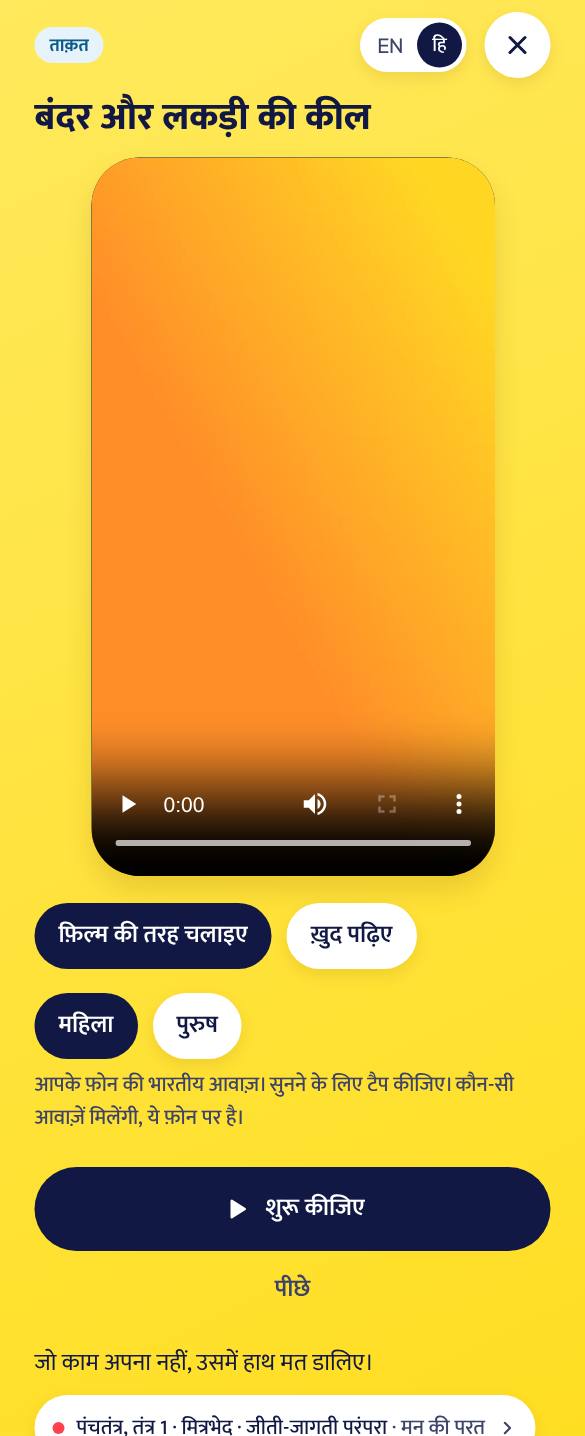 ताक़त
EN हि
बंदर और लकड़ी की कील
0:00
फ़िल्म की तरह चलाइए ख़ुद पढ़िए
महिला पुरुष
आपके फ़ोन की भारतीय आवाज़। सुनने के लिए टैप कीजिए। कौन-सी
आवाज़ें मिलेंगी, ये फ़ोन पर है।
शुरू कीजिए
पीछे
जो काम अपना नहीं, उसमें हाथ मत डालिए।
पंचतंत्र, तंत्र 1 · मित्रभेद · जीती-जागती परंपरा · मन की परत